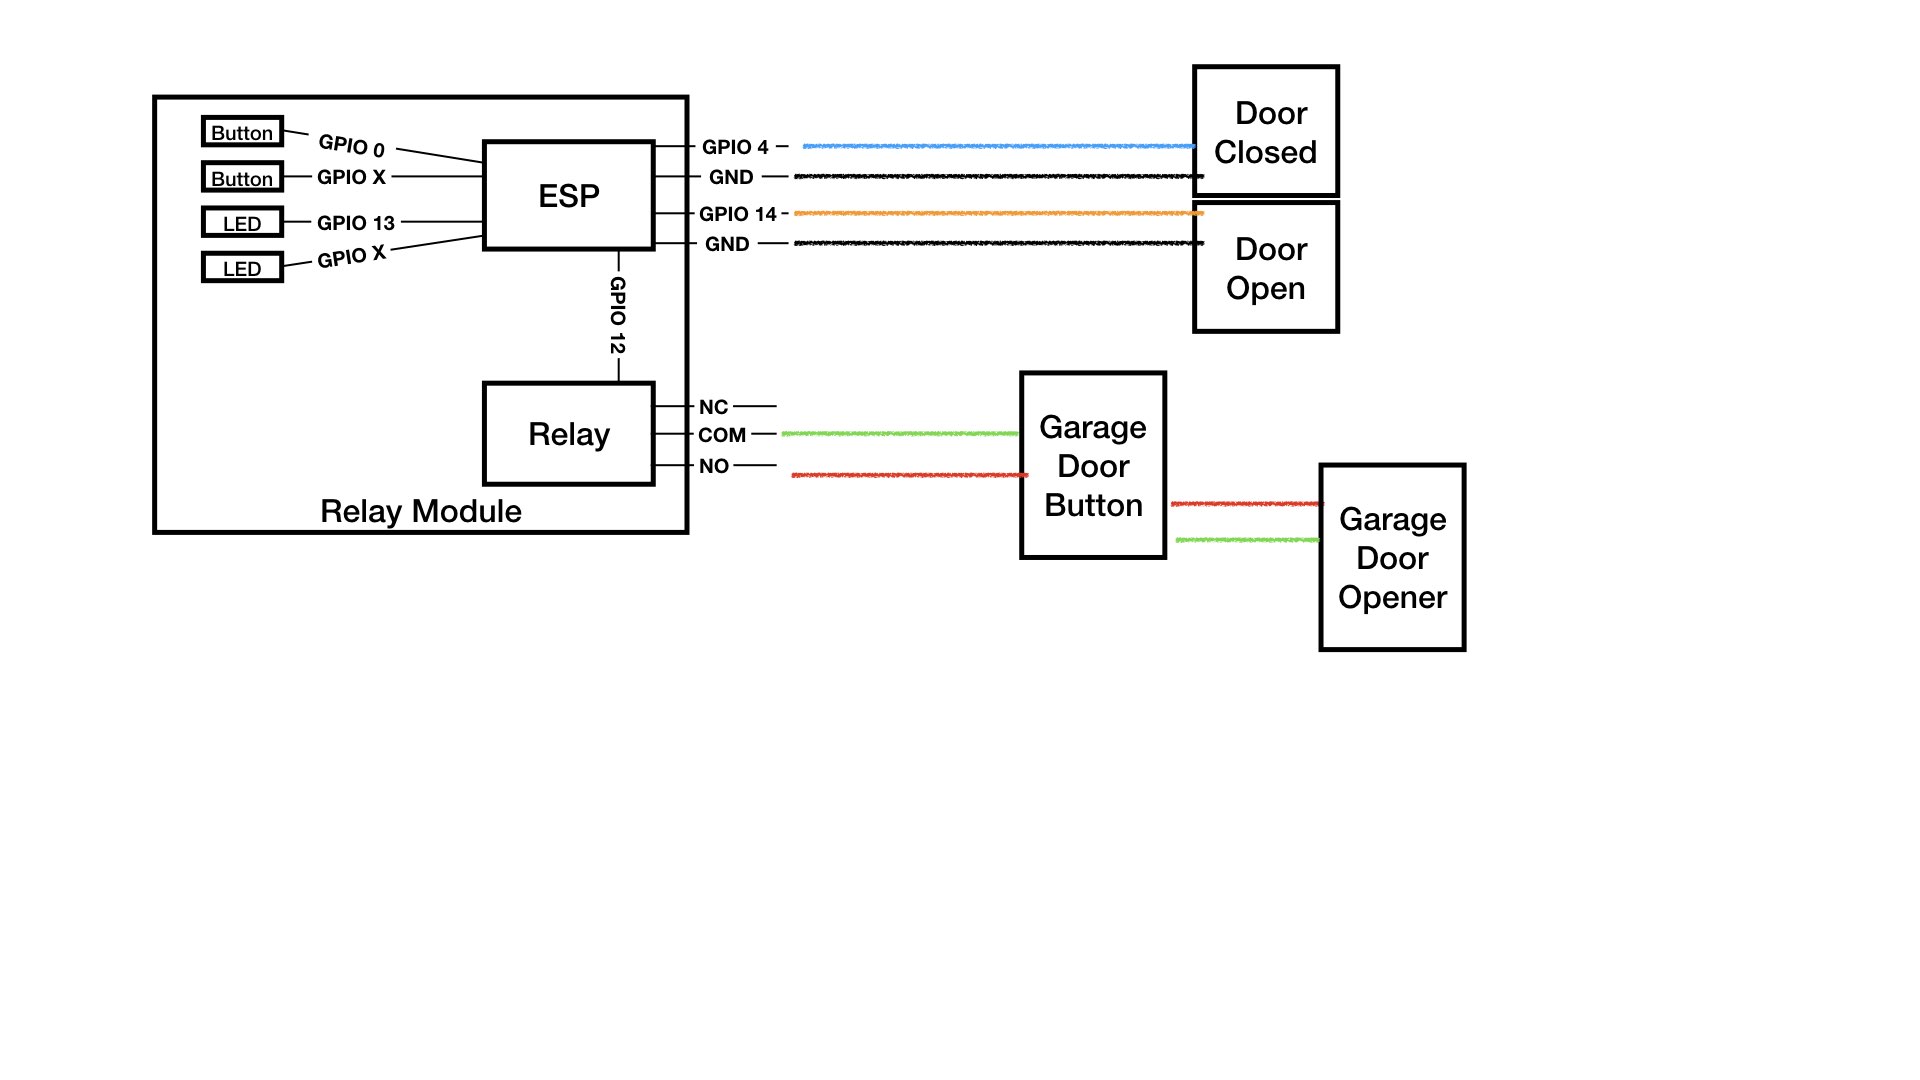 Button
GPIO 0
Button
GPIO X
LED
GPIO 13
LED
GPIO X
ESP
GPIO 4
GND
GPIO 14
GND
Door
Closed
Door
Open
GPIO 12
Relay
NC
COM
NO
Relay Module
Garage
Door
Button
Garage
Door
Opener